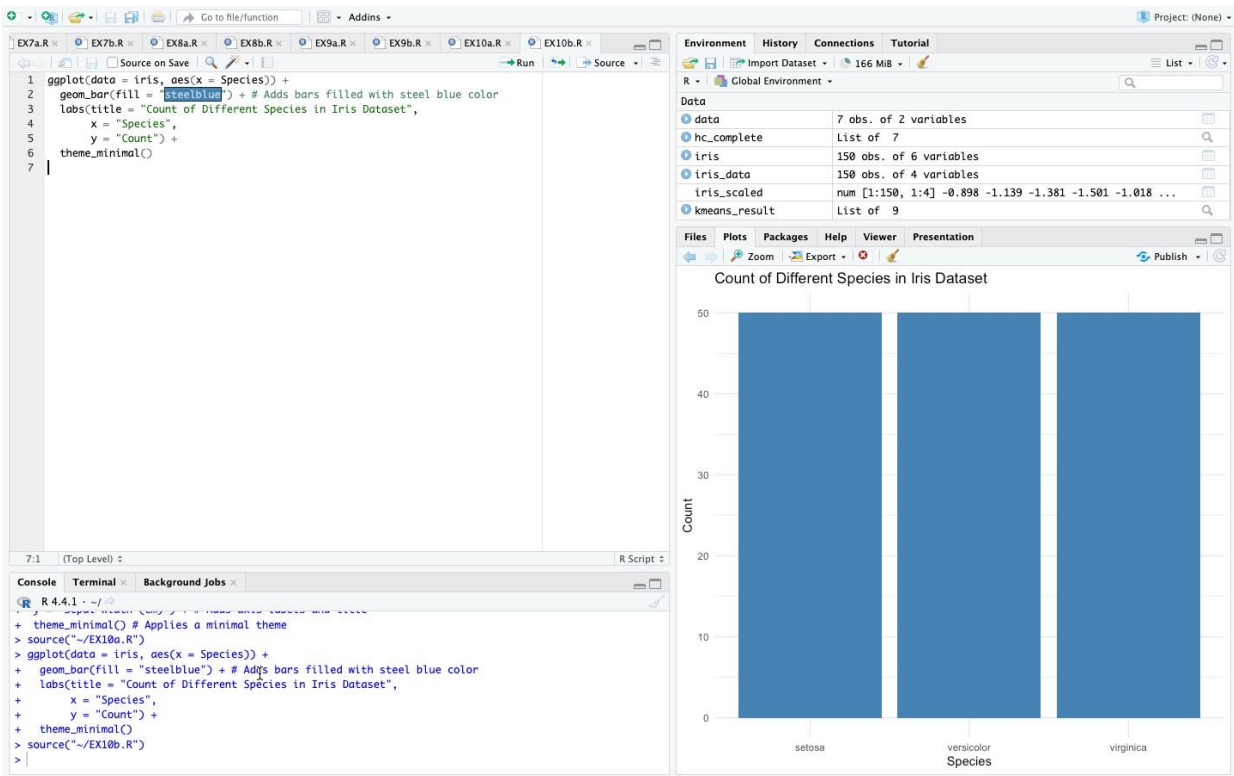 Go to file/function
Addins
Project: (None)
EX7a.R
EX7b.R
EX8a.R
EX8b.R
EX9a.R
EX9b.R
EX10a.R
EX10b.R
Source on Save
Run
Source
1 ggplot(data = iris, aes(x = Species)) +
2 geom_bar(fill = "steelblue") + # Adds bars filled with steel blue color
3 labs(title = "Count of Different Species in Iris Dataset",
4 x = "Species",
5 y = "Count") +
6 theme_minimal()
7
7:1 (Top Level) R Script
Console Terminal Background Jobs
R 4.4.1 · ~/
+ theme_minimal() # Applies a minimal theme
> source("~/EX10a.R")
> ggplot(data = iris, aes(x = Species)) +
+ geom_bar(fill = "steelblue") + # Adds bars filled with steel blue color
+ labs(title = "Count of Different Species in Iris Dataset",
+ x = "Species",
+ y = "Count") +
+ theme_minimal()
> source("~/EX10b.R")
>
Environment History Connections Tutorial
Import Dataset 166 MiB List
R Global Environment
Data
data 7 obs. of 2 variables
hc_complete List of 7
iris 150 obs. of 6 variables
iris_data 150 obs. of 4 variables
iris_scaled num [1:150, 1:4] -0.898 -1.139 -1.381 -1.501 -1.018 ...
kmeans_result List of 9
Files Plots Packages Help Viewer Presentation
Zoom Export Publish
Count of Different Species in Iris Dataset
50
40
30
20
10
0
Count
setosa versicolor virginica
Species